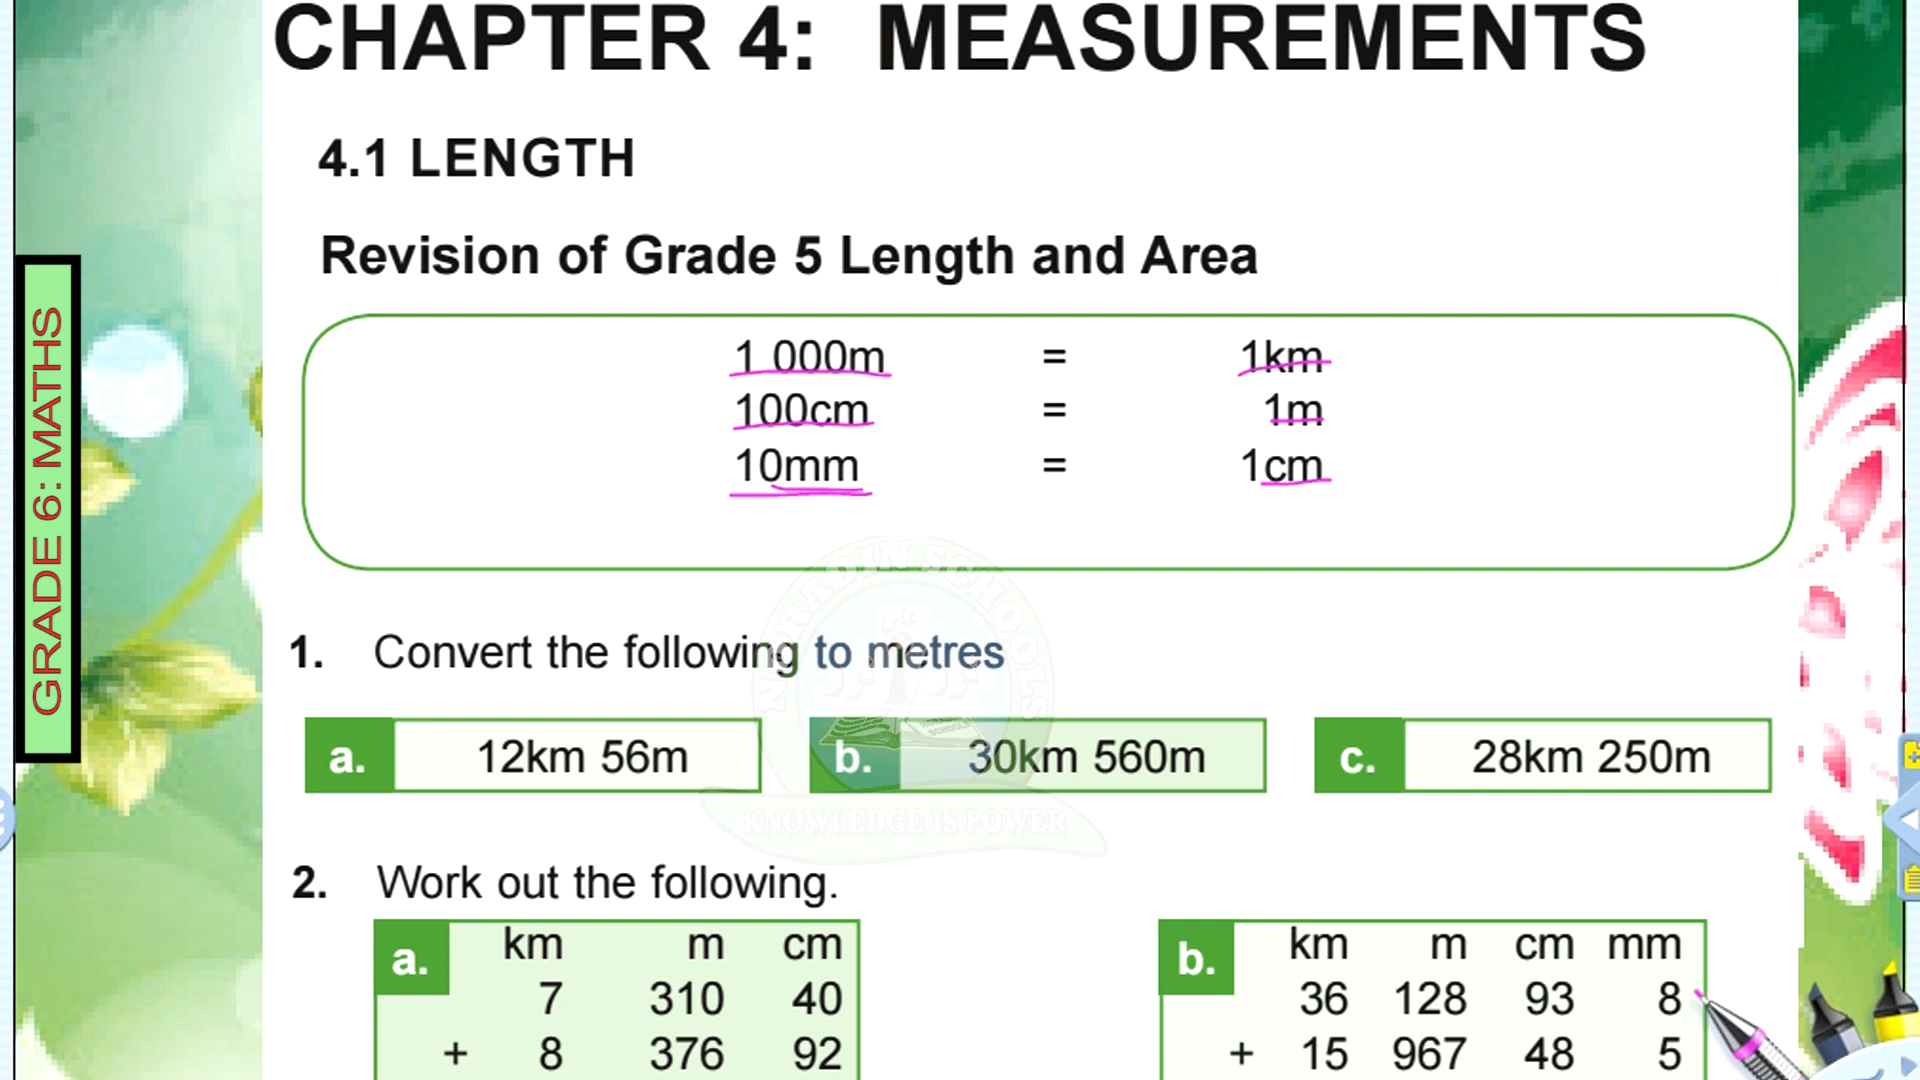 CHAPTER 4: MEASUREMENTS
4.1 LENGTH
Revision of Grade 5 Length and Area
1 000m = 1km
100cm = 1m
10mm = 1cm
GRADE 6: MATHS
1. Convert the following to metres
a. 12km 56m b. 30km 560m c. 28km 250m
KNOWLEDGE IS POWER
2. Work out the following.
a. km m cm
7 310 40
+ 8 376 92
b. km m cm mm
36 128 93 8
+ 15 967 48 5